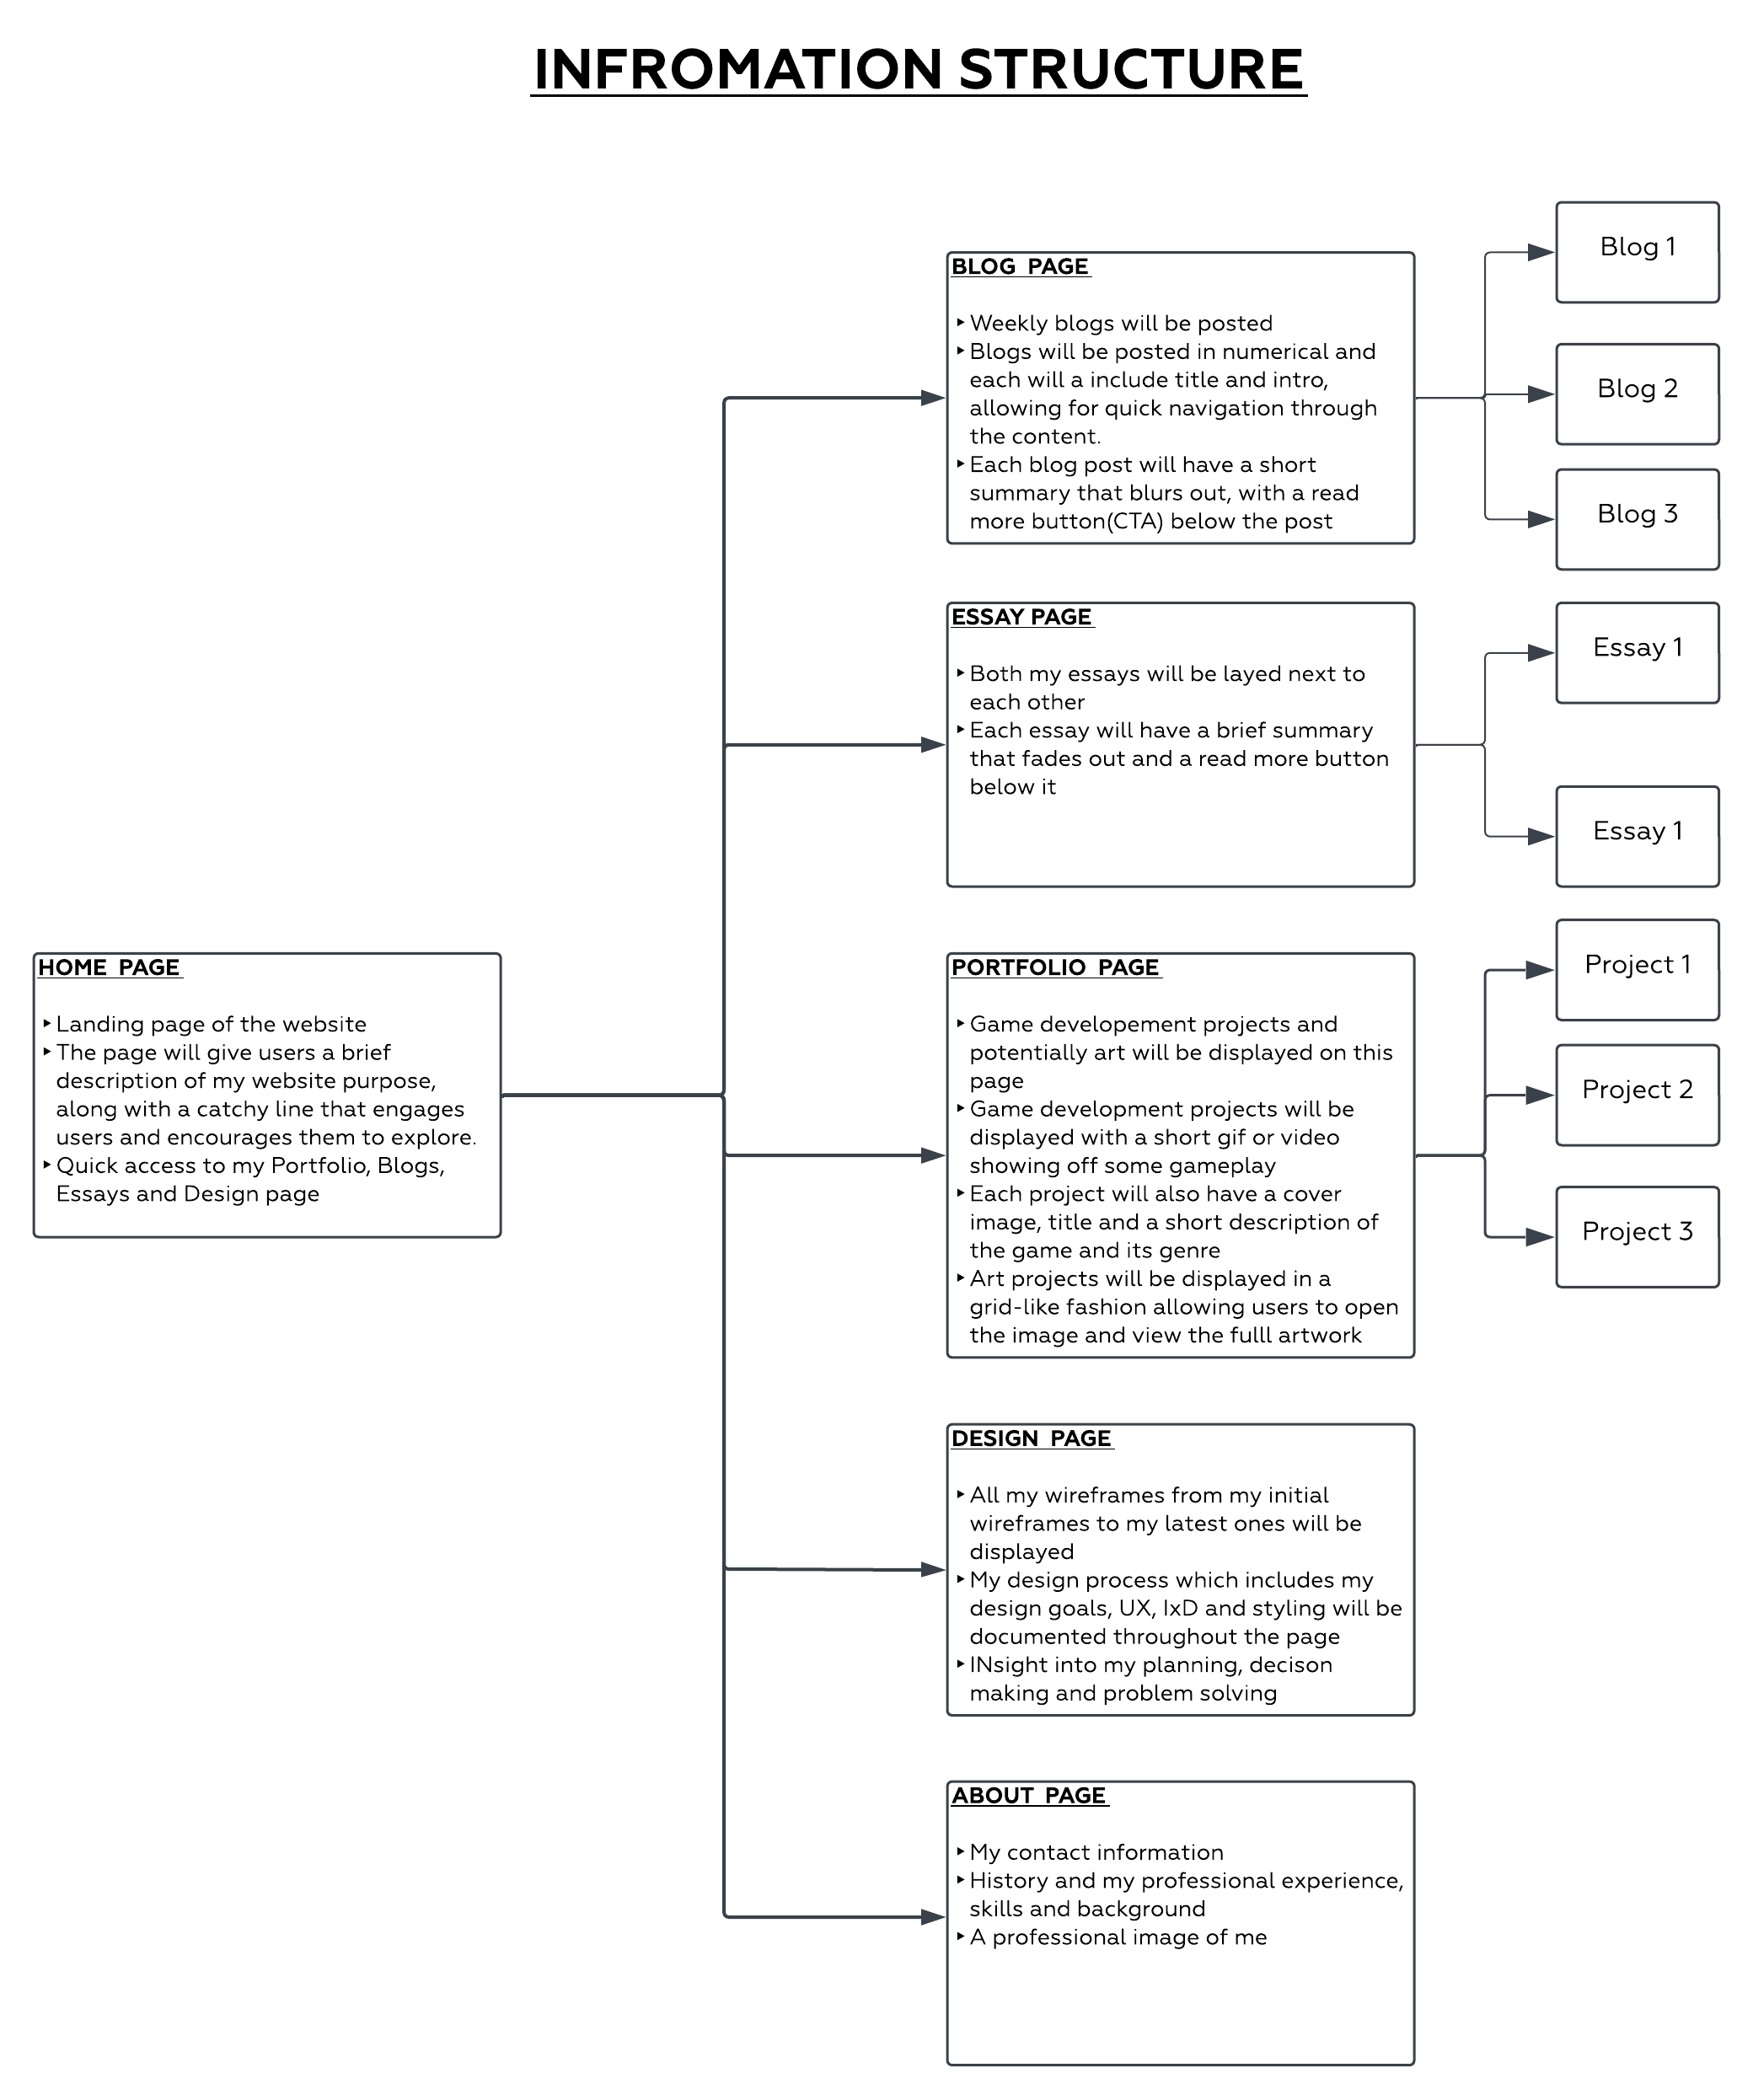 INFROMATION STRUCTURE
HOME PAGE
‣ Landing page of the website
‣ The page will give users a brief
description of my website purpose,
along with a catchy line that engages
users and encourages them to explore.
‣ Quick access to my Portfolio, Blogs,
Essays and Design page
BLOG PAGE
‣ Weekly blogs will be posted
‣ Blogs will be posted in numerical and
each will a include title and intro,
allowing for quick navigation through
the content.
‣ Each blog post will have a short
summary that blurs out, with a read
more button(CTA) below the post
Blog 1
Blog 2
Blog 3
ESSAY PAGE
‣ Both my essays will be layed next to
each other
‣ Each essay will have a brief summary
that fades out and a read more button
below it
Essay 1
Essay 1
PORTFOLIO PAGE
‣ Game developement projects and
potentially art will be displayed on this
page
‣ Game development projects will be
displayed with a short gif or video
showing off some gameplay
‣ Each project will also have a cover
image, title and a short description of
the game and its genre
‣ Art projects will be displayed in a
grid-like fashion allowing users to open
the image and view the fulll artwork
Project 1
Project 2
Project 3
DESIGN PAGE
‣ All my wireframes from my initial
wireframes to my latest ones will be
displayed
‣ My design process which includes my
design goals, UX, IxD and styling will be
documented throughout the page
‣ INsight into my planning, decison
making and problem solving
ABOUT PAGE
‣ My contact information
‣ History and my professional experience,
skills and background
‣ A professional image of me